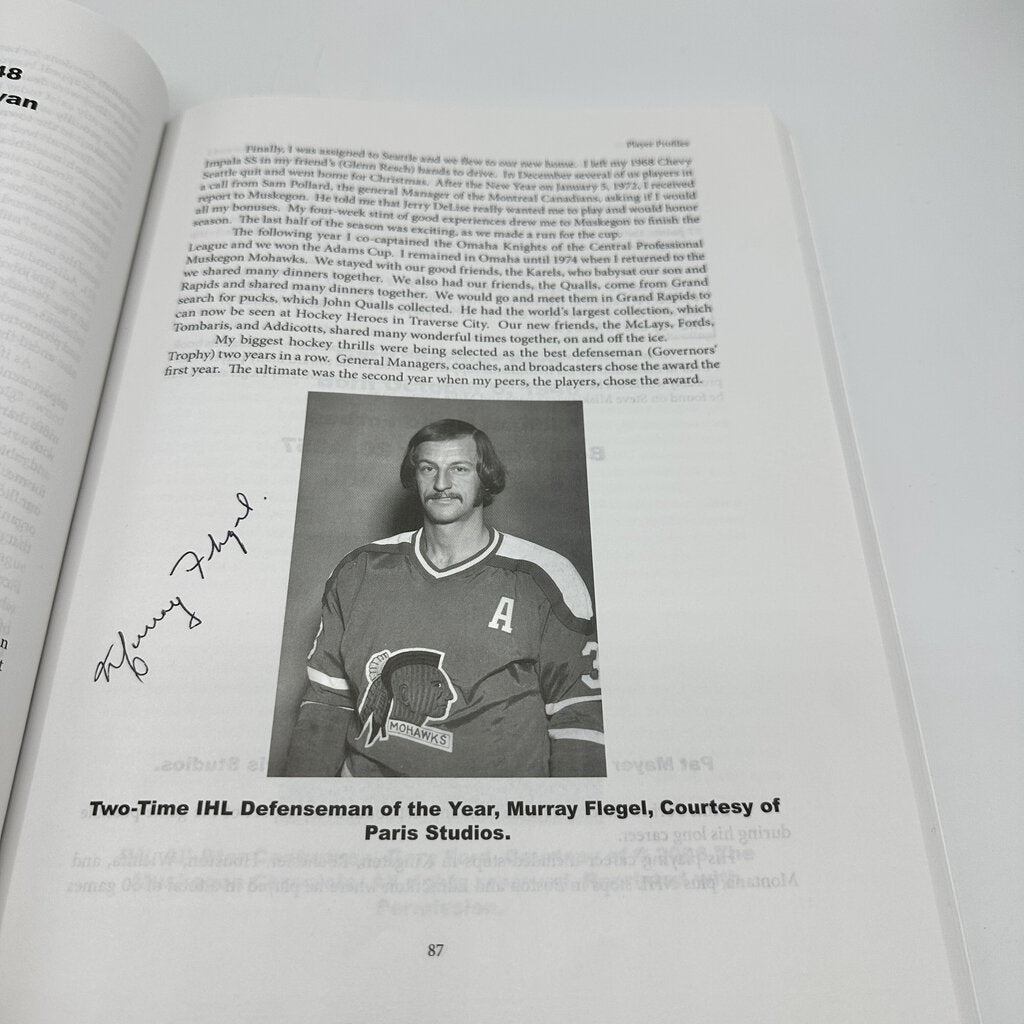 48
van
Player Profiles
Finally, I was assigned to Seattle and we flew to our new home. I left my 1968 Chevy
Impala SS in my friend's (Glenn Resch) hands to drive. In December several of us players in
Seattle quit and went home for Christmas. After the New Year on January 5, 1972, I received
a call from Sam Pollard, the general Manager of the Montreal Canadians, asking if I would
report to Muskegon. He told me that Jerry DeLise really wanted me to play and would honor
all my bonuses. My four-week stint of good experiences drew me to Muskegon to finish the
season. The last half of the season was exciting, as we made a run for the cup.
The following year I co-captained the Omaha Knights of the Central Professional
League and we won the Adams Cup. I remained in Omaha until 1974 when I returned to the
Muskegon Mohawks. We stayed with our good friends, the Karels, who babysat our son and
we shared many dinners together. We also had our friends, the Qualls, come from Grand
Rapids and shared many dinners together. We would go and meet them in Grand Rapids to
search for pucks, which John Qualls collected. He had the world's largest collection, which
can now be seen at Hockey Heroes in Traverse City. Our new friends, the McLays, Fords,
Tombaris, and Addicotts, shared many wonderful times together, on and off the ice.
My biggest hockey thrills were being selected as the best defenseman (Governors'
Trophy) two years in a row. General Managers, coaches, and broadcasters chose the award the
first year. The ultimate was the second year when my peers, the players, chose the award.
Murray Flegel.
A
3
MOHAWKS
Two-Time IHL Defenseman of the Year, Murray Flegel, Courtesy of
Paris Studios.
87